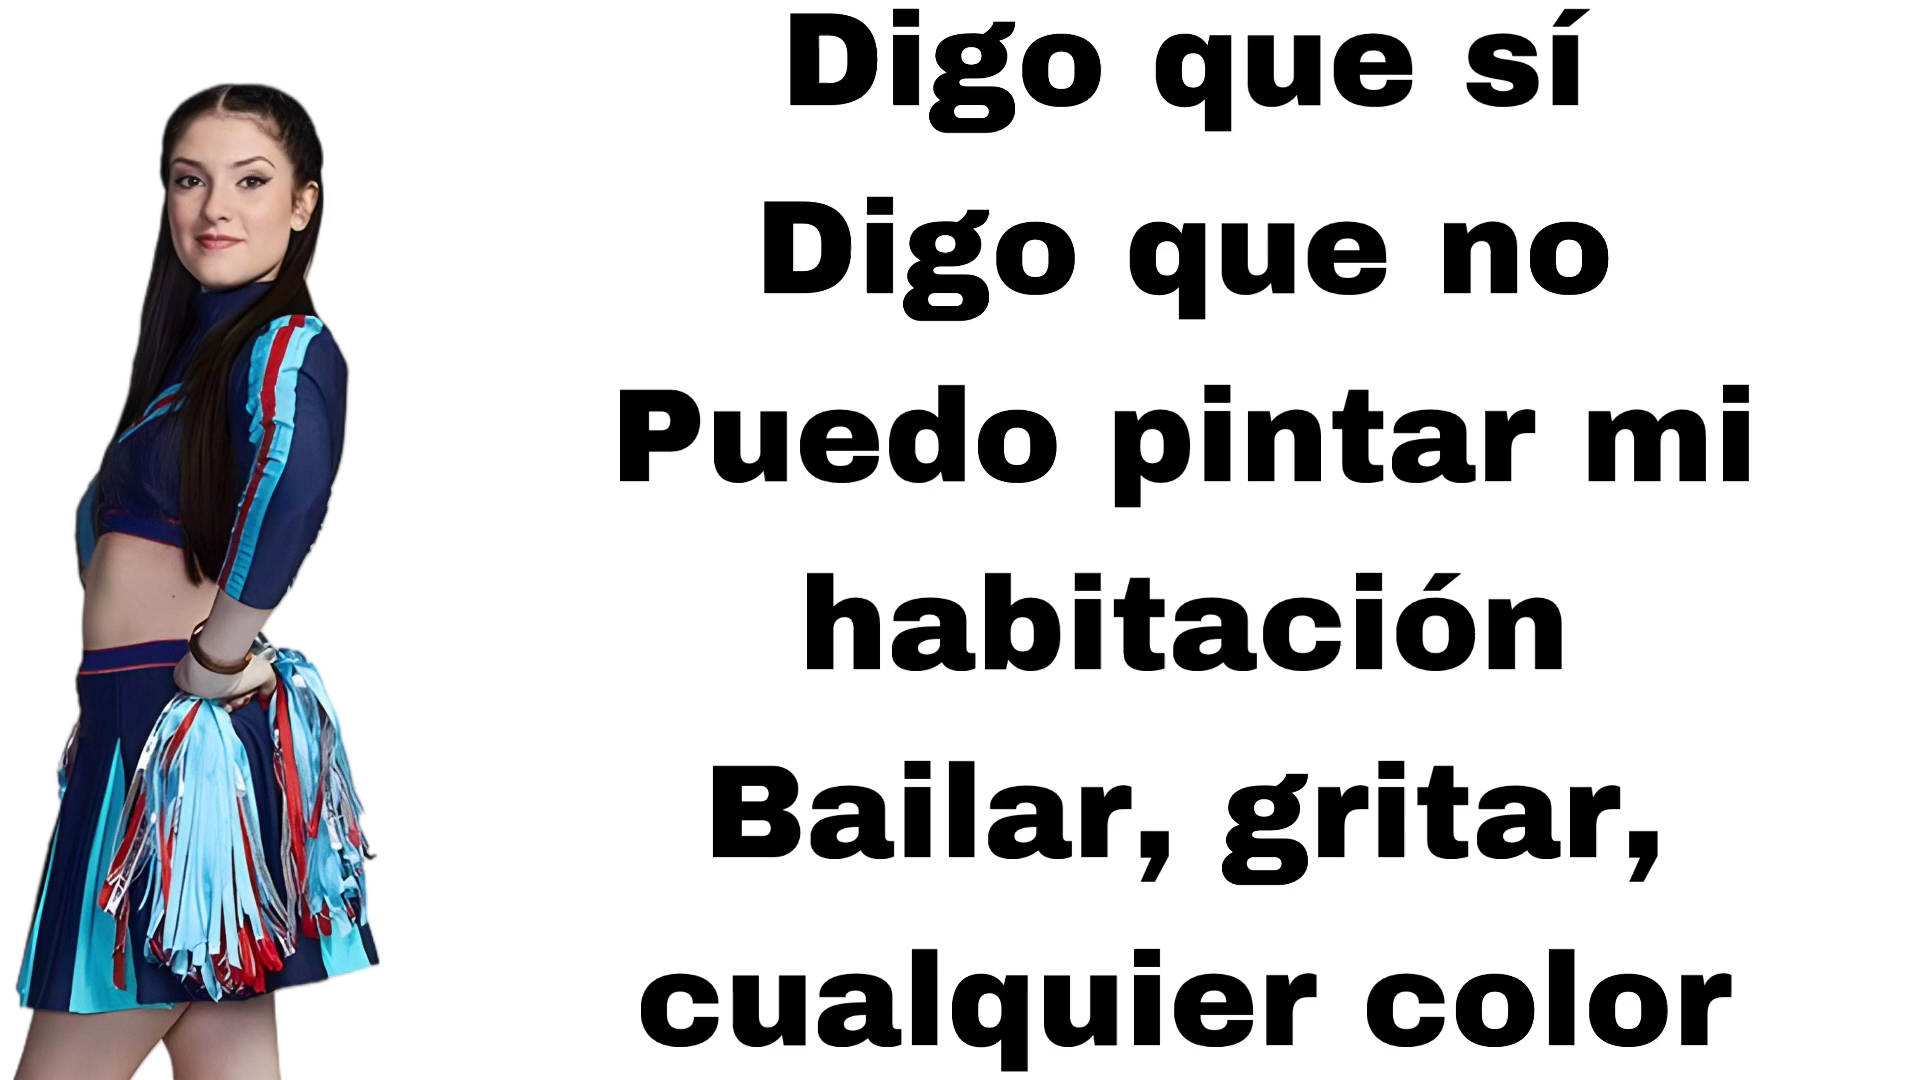 Digo que sí
Digo que no
Puedo pintar mi
habitación
Bailar, gritar,
cualquier color